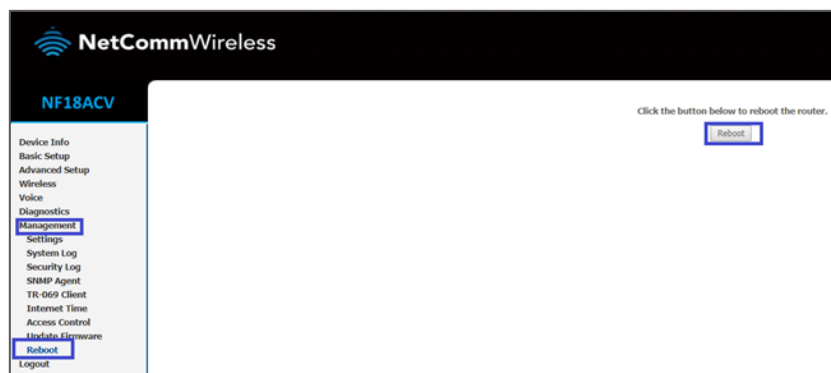 NetCommWireless
NF18ACV
Click the button below to reboot the router.
Reboot
Device Info
Basic Setup
Advanced Setup
Wireless
Voice
Diagnostics
Management
Settings
System Log
Security Log
SNMP Agent
TR-069 Client
Internet Time
Access Control
Update Firmware
Reboot
Logout